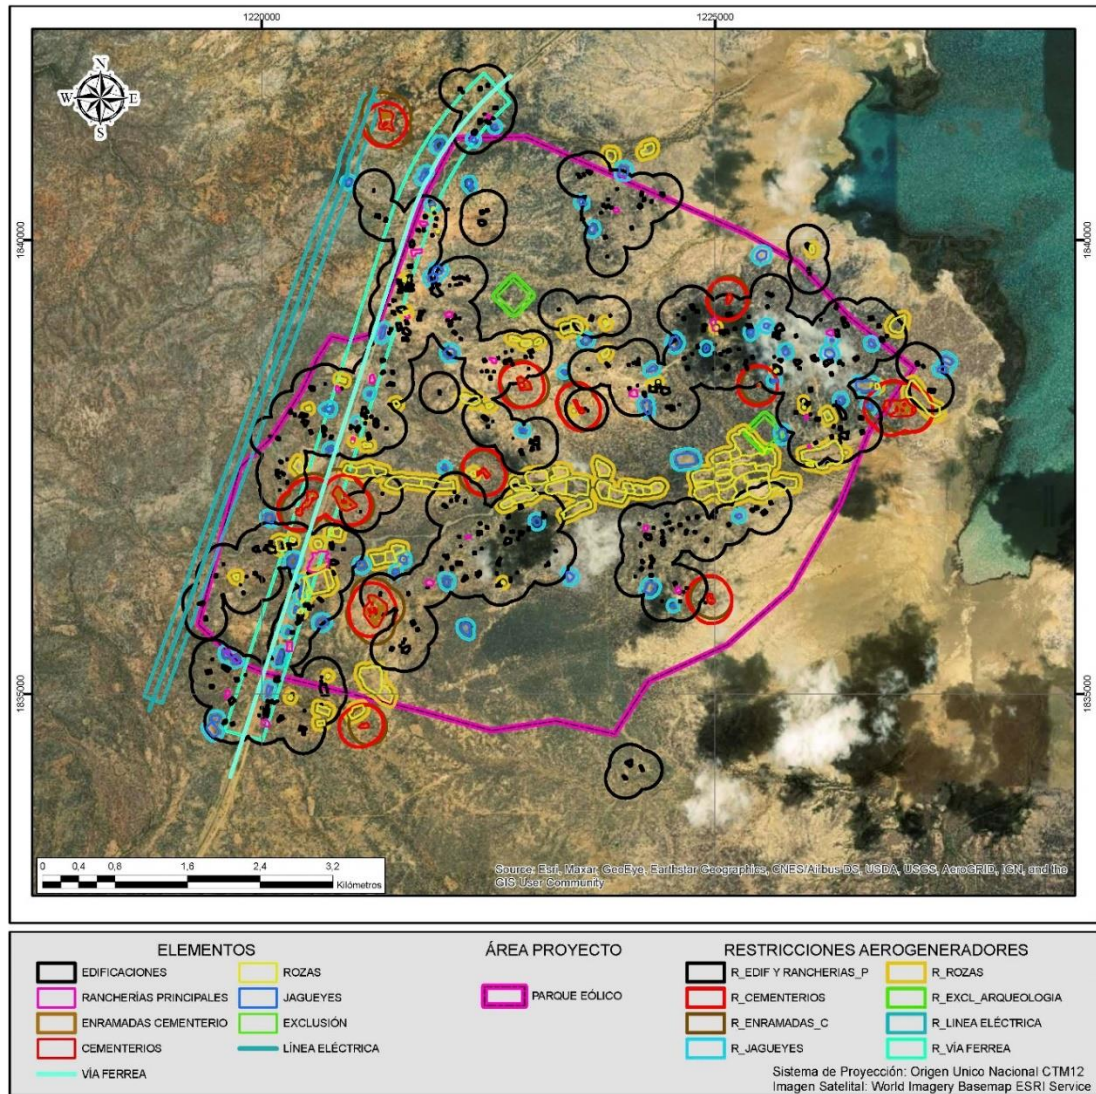 1220000 1225000
N
W E
S
1840000 1840000
1835000 1835000
0 0,4 0,8 1,6 2,4 3,2
Kilómetros
Source: Esri, Maxar, GeoEye, Earthstar Geographics, CNES/Airbus DS, USDA, USGS, AeroGRID, IGN, and the
GIS User Community
ELEMENTOS
EDIFICACIONES
RANCHERÍAS PRINCIPALES
ENRAMADAS CEMENTERIO
CEMENTERIOS
VÍA FERREA
ROZAS
JAGUEYES
EXCLUSIÓN
LÍNEA ELÉCTRICA
ÁREA PROYECTO
PARQUE EÓLICO
RESTRICCIONES AEROGENERADORES
R_EDIF Y RANCHERIAS_P
R_CEMENTERIOS
R_ENRAMADAS_C
R_JAGUEYES
R_ROZAS
R_EXCL_ARQUEOLOGIA
R_LINEA ELÉCTRICA
R_VÍA FERREA
Sistema de Proyección: Origen Unico Nacional CTM12
Imagen Satelital: World Imagery Basemap ESRI Service